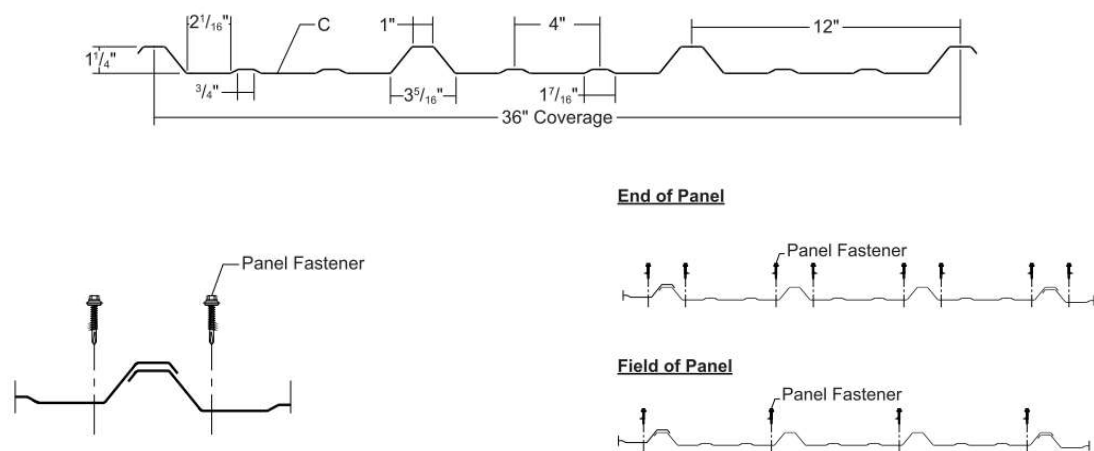 2 1/16"
C
1"
4"
12"
1 1/4"
3/4"
3 5/16"
1 7/16"
36" Coverage
End of Panel
Panel Fastener
Panel Fastener
Field of Panel
Panel Fastener